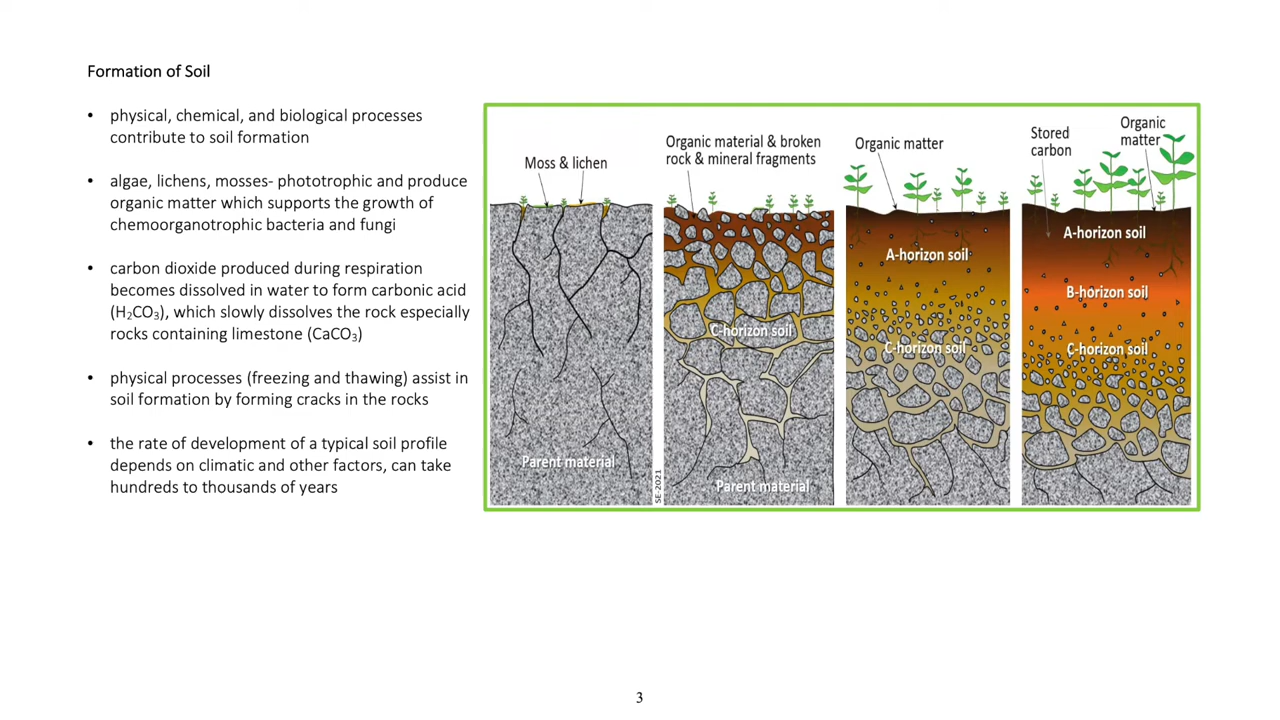 Formation of Soil
• physical, chemical, and biological processes
contribute to soil formation
• algae, lichens, mosses- phototrophic and produce
organic matter which supports the growth of
chemoorganotrophic bacteria and fungi
• carbon dioxide produced during respiration
becomes dissolved in water to form carbonic acid
(H₂CO₃), which slowly dissolves the rock especially
rocks containing limestone (CaCO₃)
• physical processes (freezing and thawing) assist in
soil formation by forming cracks in the rocks
• the rate of development of a typical soil profile
depends on climatic and other factors, can take
hundreds to thousands of years
Moss & lichen
Parent material
SE-2021
Organic material & broken
rock & mineral fragments
C-horizon soil
Parent material
Organic matter
A-horizon soil
C-horizon soil
Stored
carbon
Organic
matter
A-horizon soil
B-horizon soil
C-horizon soil
3